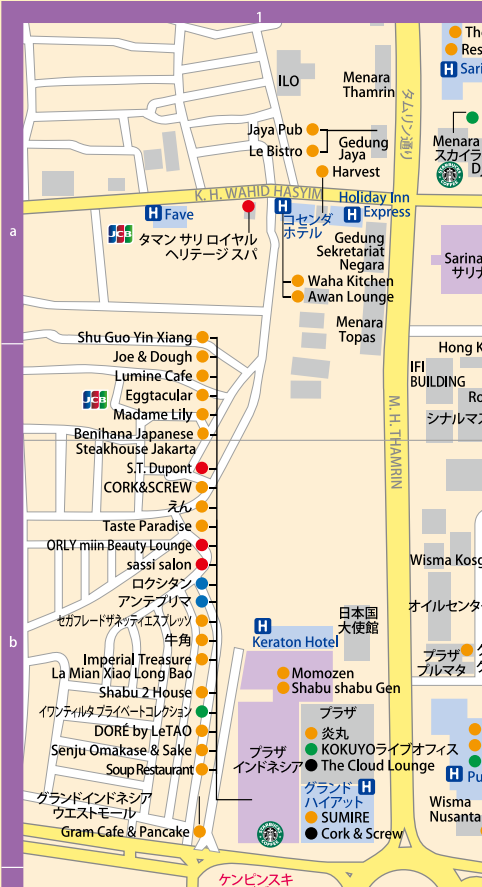 1
The
Res
Sari
H
ILO
Menara
Thamrin
タムリン通り
Jaya Pub
Le Bistro
Gedung
Jaya
Harvest
Menara
スカイラ
STARBUCKS
COFFEE
K. H. WAHID HASYIM
H Fave
H
コセンダ
ホテル
Holiday Inn
H Express
a
JCB
タマン サリ ロイヤル
ヘリテージ スパ
Gedung
Sekretariat
Negara
Sarina
サリナ
Waha Kitchen
Awan Lounge
Menara
Topas
Shu Guo Yin Xiang
Joe & Dough
Lumine Cafe
Eggtacular
JCB
Madame Lily
Benihana Japanese
Steakhouse Jakarta
S.T. Dupont
CORK&SCREW
えん
Taste Paradise
ORLY miin Beauty Lounge
sassi salon
ロクシタン
アンテプリマ
セガフレードザネッティエスプレッソ
牛角
Imperial Treasure
La Mian Xiao Long Bao
Shabu 2 House
イワンティルタプライベートコレクション
DORÉ by LeTAO
Senju Omakase & Sake
Soup Restaurant
グランドインドネシア
ウエストモール
Gram Cafe & Pancake
Hong K
IFI
BUILDING
Ro
シナルマス
M. H. THAMRIN
Wisma Kosg
オイルセンター
b
日本国
大使館
H
Keraton Hotel
プラザ
ブルマタ
Momozen
Shabu shabu Gen
プラザ
炎丸
KOKUYOライブオフィス
The Cloud Lounge
プラザ
インドネシア
グランド H
ハイアット
SUMIRE
Cork & Screw
STARBUCKS
COFFEE
H Pu
Wisma
Nusanta
ケンピンスキ